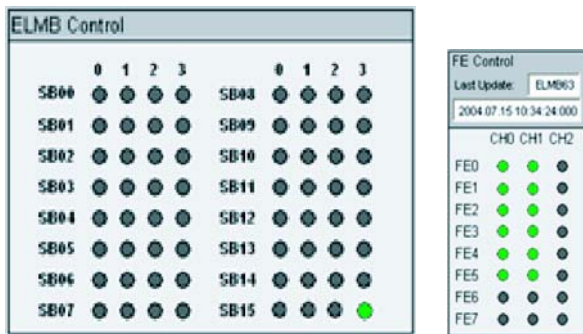 ELMB Control
0 1 2 3 0 1 2 3
SB00 SB08
SB01 SB09
SB02 SB10
SB03 SB11
SB04 SB12
SB05 SB13
SB06 SB14
SB07 SB15
FE Control
Last Update: ELMB63
2004.07.15 10:34:24:000
CH0 CH1 CH2
FE0
FE1
FE2
FE3
FE4
FE5
FE6
FE7